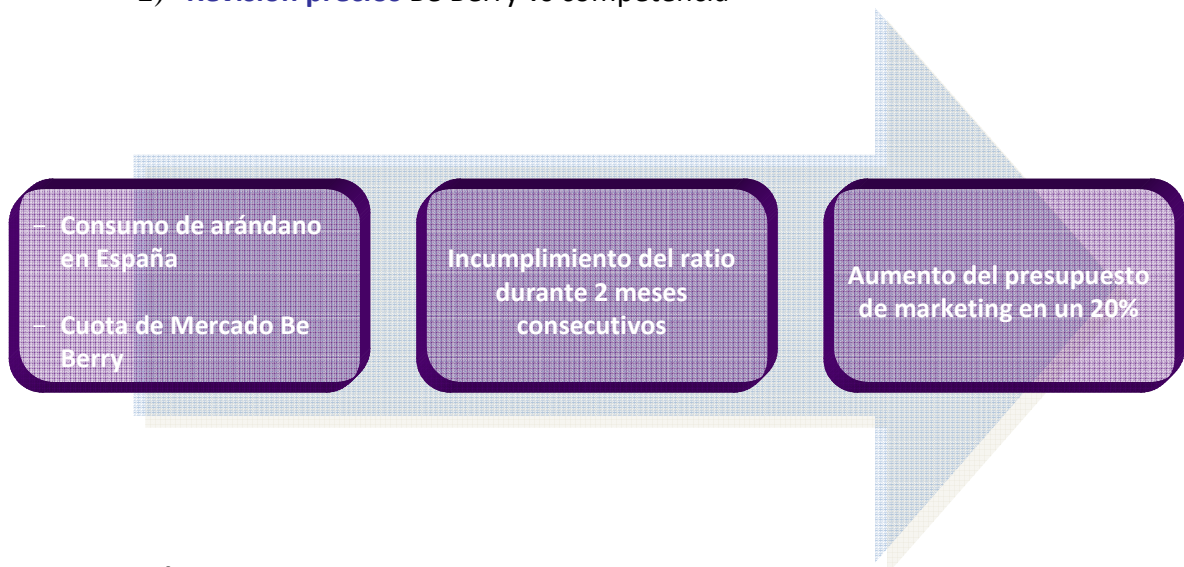 Revisión precios Be Berry vs competencia
– Consumo de arándano
en España
– Cuota de Mercado Be
Berry
Incumplimiento del ratio
durante 2 meses
consecutivos
Aumento del presupuesto
de marketing en un 20%